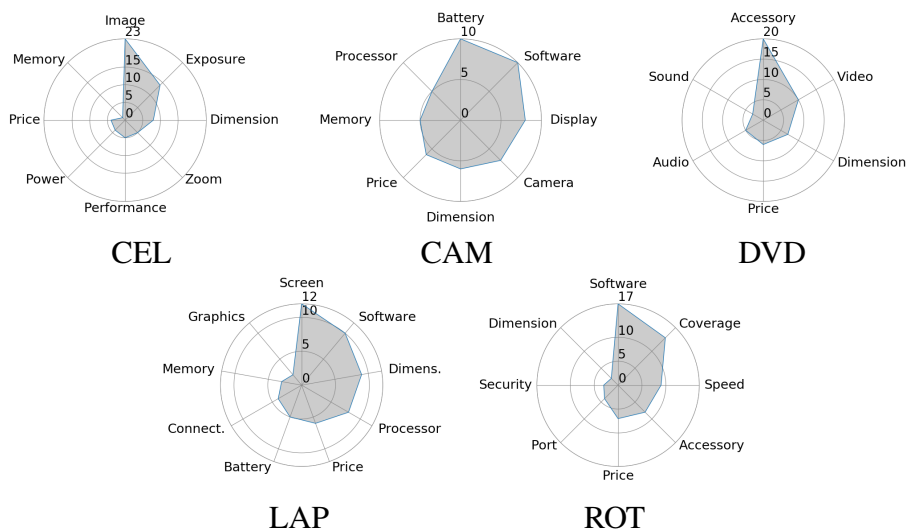 Image
23
15
10
5
0
Exposure
Dimension
Zoom
Performance
Power
Price
Memory
CEL
Battery
10
5
0
Software
Display
Camera
Dimension
Price
Memory
Processor
CAM
Accessory
20
15
10
5
0
Video
Dimension
Price
Audio
Sound
DVD
Screen
12
10
5
0
Software
Dimens.
Processor
Price
Battery
Connect.
Memory
Graphics
LAP
Software
17
10
5
0
Coverage
Speed
Accessory
Price
Port
Security
Dimension
ROT